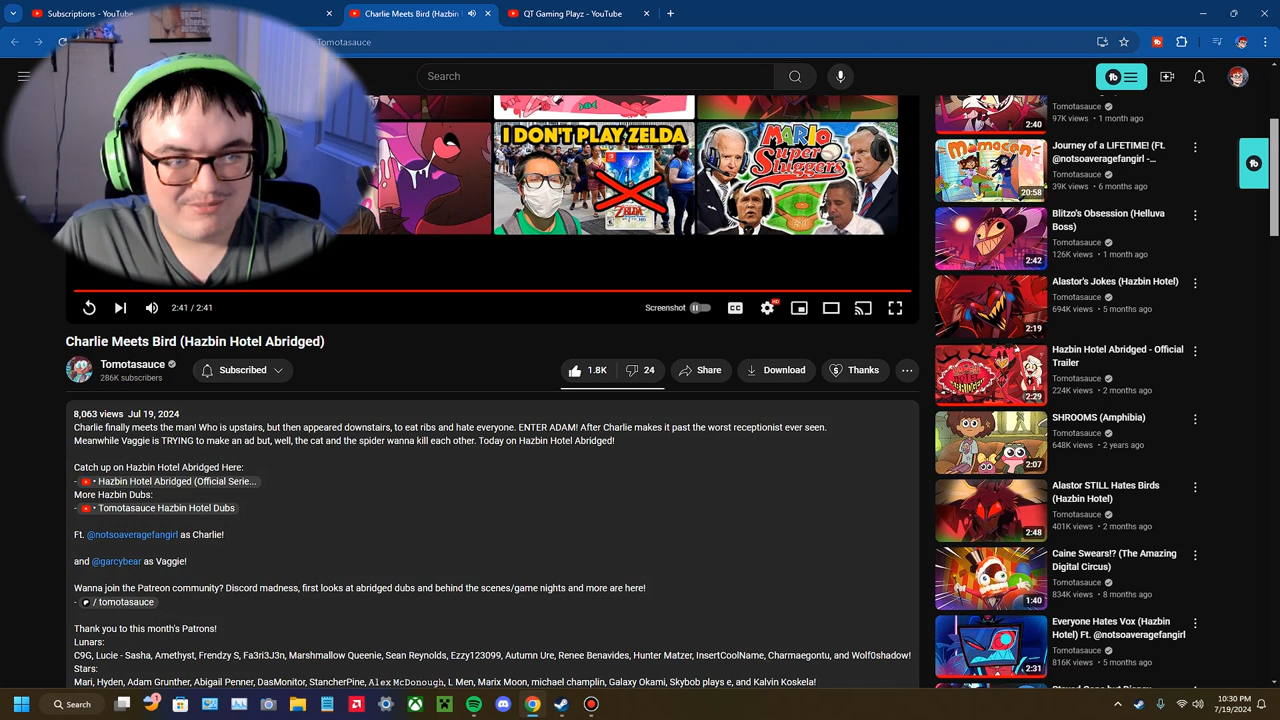 Subscriptions - YouTube
Charlie Meets Bird (Hazbin
QT Gaming Playz - YouTube
Tomotasauce
Search
I DON'T PLAY ZELDA
ZELDA
MARIO
SUPER
Sluggers
2:41 / 2:41
Screenshot
CC
HD
Charlie Meets Bird (Hazbin Hotel Abridged)
Tomotasauce
286K subscribers
Subscribed
1.8K
24
Share
Download
Thanks
8,063 views Jul 19, 2024
Charlie finally meets the man! Who is upstairs, but then appeared downstairs, to eat ribs and hate everyone. ENTER ADAM! After Charlie makes it past the worst receptionist ever seen.
Meanwhile Vaggie is TRYING to make an ad but, well, the cat and the spider wanna kill each other. Today on Hazbin Hotel Abridged!
Catch up on Hazbin Hotel Abridged Here:
- • Hazbin Hotel Abridged (Official Serie...
More Hazbin Dubs:
- • Tomotasauce Hazbin Hotel Dubs
Ft. @notsoaveragefangirl as Charlie!
and @garcybear as Vaggie!
Wanna join the Patreon community? Discord madness, first looks at abridged dubs and behind the scenes/game nights and more are here!
- / tomotasauce
Thank you to this month's Patrons!
Lunars:
C9G, Lucie - Sasha, Amethyst, Frendzy S, Fa3ri3J3n, Marshmallow Queenie, Sean Reynolds, Ezzy123099, Autumn Ure, Renee Benavides, Hunter Matzer, InsertCoolName, Charmaegontu, and Wolf0shadow!
Stars:
Mari, Hyden, Adam Grunther, Abigail Penner, Davox, StarlitePine, Alex McDonough, L Men, Marix Moon, michael champlin, Galaxy Okami, Skybob plays e, and Kalvin Koskela!
Tomotasauce
97K views • 1 month ago
2:40
Journey of a LIFETIME! (Ft.
@notsoaveragefangirl -...
Tomotasauce
39K views • 6 months ago
Mamocon
20:58
Blitzo's Obsession (Helluva
Boss)
Tomotasauce
126K views • 1 month ago
2:42
Alastor's Jokes (Hazbin Hotel)
Tomotasauce
694K views • 5 months ago
2:19
Hazbin Hotel Abridged - Official
Trailer
Tomotasauce
224K views • 2 months ago
2:29
SHROOMS (Amphibia)
Tomotasauce
648K views • 2 years ago
2:07
Alastor STILL Hates Birds
(Hazbin Hotel)
Tomotasauce
401K views • 2 months ago
2:48
Caine Swears!? (The Amazing
Digital Circus)
Tomotasauce
834K views • 8 months ago
1:40
Everyone Hates Vox (Hazbin
Hotel) Ft. @notsoaveragefangirl
Tomotasauce
816K views • 5 months ago
2:31
Search
1
10:30 PM
7/19/2024